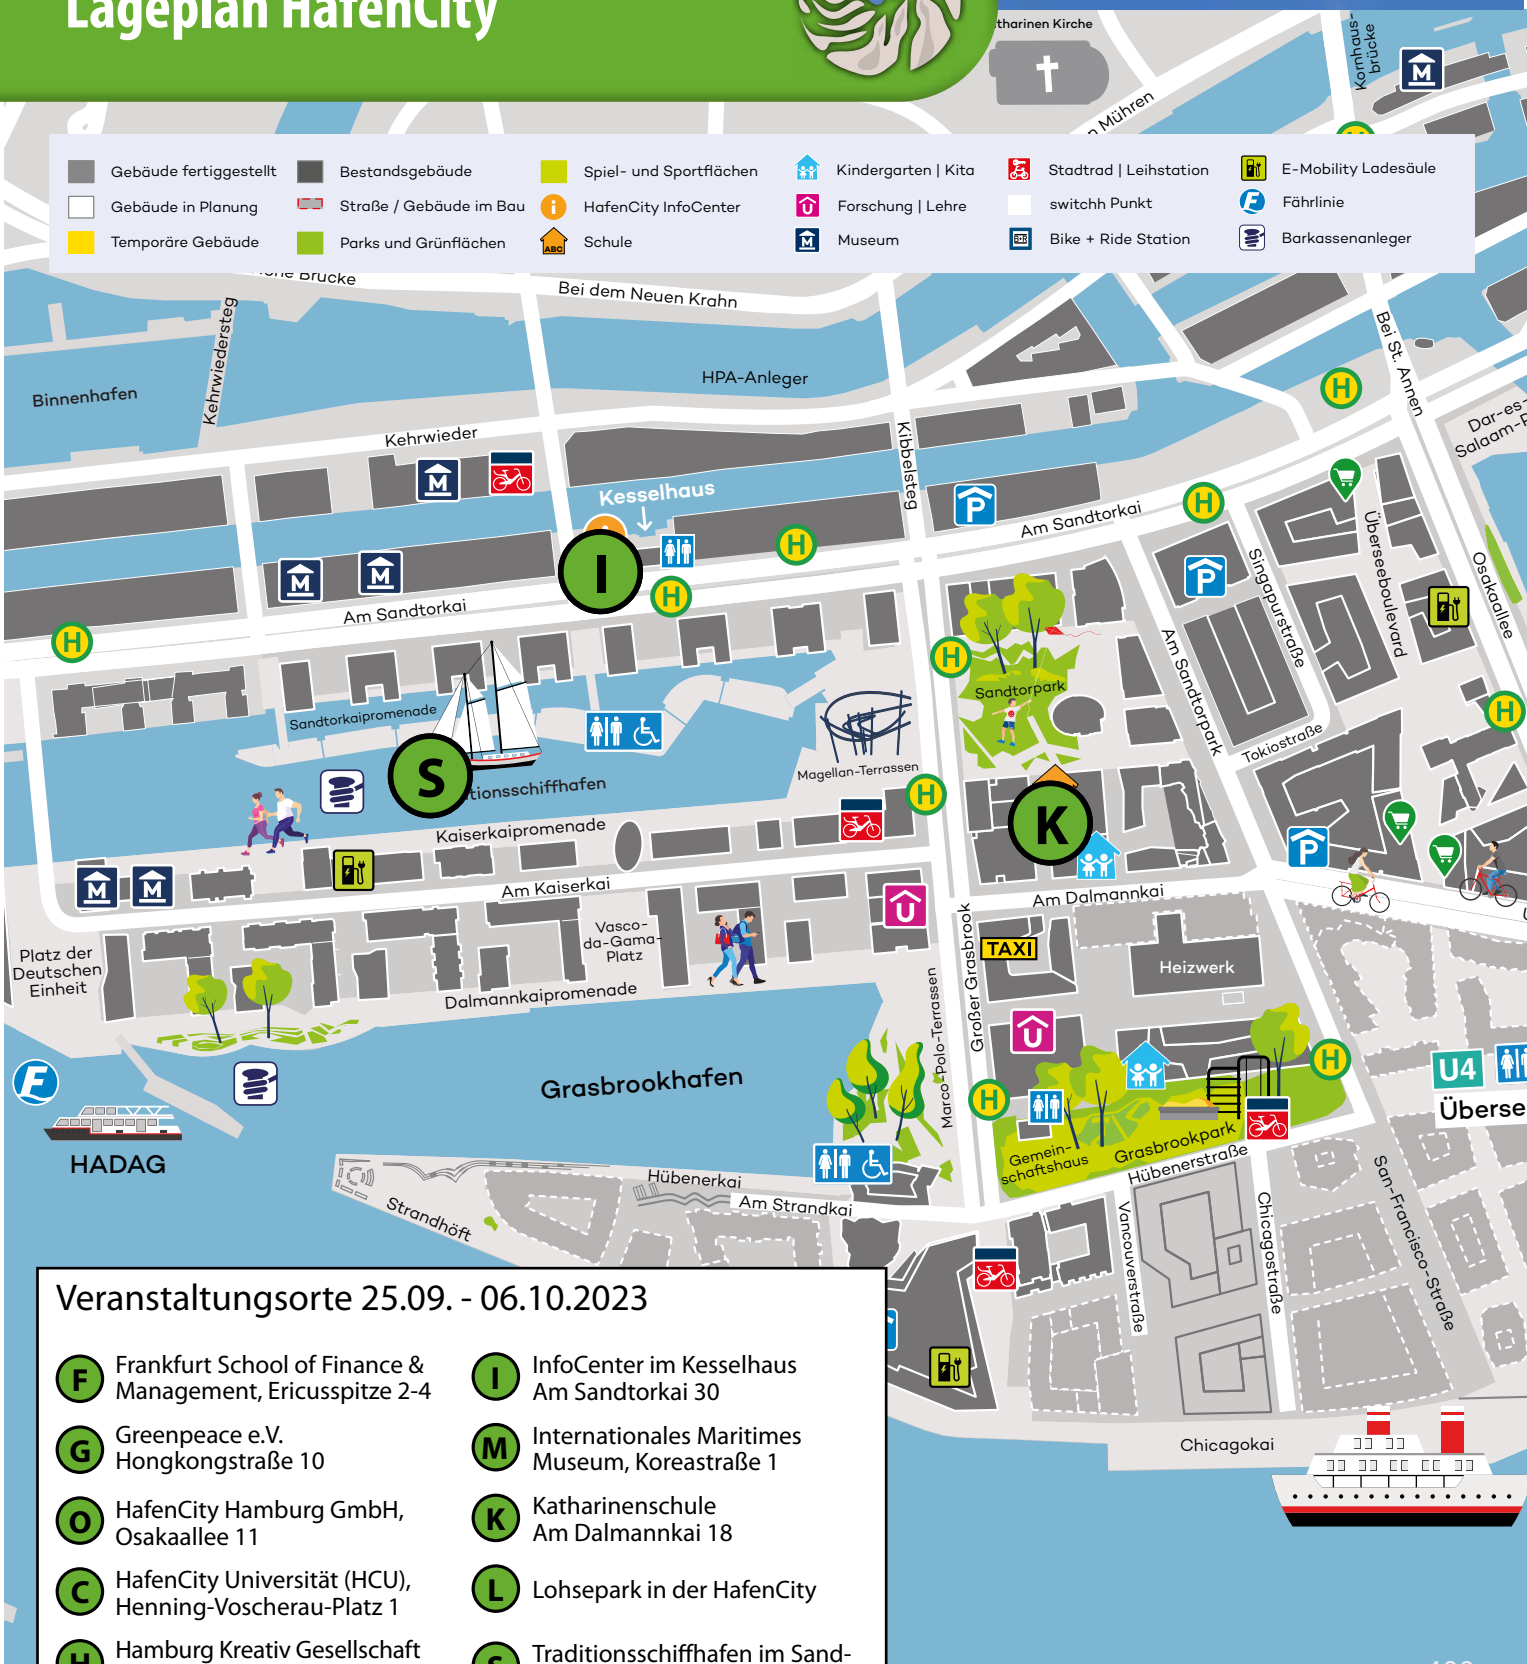 Lageplan HafenCity
tharinen Kirche
Kornhaus-
brücke
n Mühren
Gebäude fertiggestellt
Gebäude in Planung
Temporäre Gebäude
Bestandsgebäude
Straße / Gebäude im Bau
Parks und Grünflächen
Spiel- und Sportflächen
HafenCity InfoCenter
ABC Schule
Kindergarten | Kita
Forschung | Lehre
Museum
Stadtrad | Leihstation
switchh Punkt
B+R Bike + Ride Station
E-Mobility Ladesäule
Fährlinie
Barkassenanleger
Brücke
Bei dem Neuen Krahn
Kehrwiedersteg
Binnenhafen
HPA-Anleger
Bei St. Annen
Dar-es-
Salaam-P
Kehrwieder
Kibbelsteg
Kesselhaus
Am Sandtorkai
Überseeboulevard
Singapurstraße
Osakaallee
I
Am Sandtorkai
Am Sandtorpark
Sandtorpark
Sandtorkaipromenade
Tokiostraße
Magellan-Terrassen
S
tionsschiffhafen
K
Kaiserkaipromenade
Am Kaiserkai
Am Dalmannkai
Vasco-
da-Gama-
Platz
Platz der
Deutschen
Einheit
TAXI
Heizwerk
Großer Grasbrook
Marco-Polo-Terrassen
Dalmannkaipromenade
Grasbrookhafen
U4
Überse
HADAG
Gemein-
schaftshaus
Grasbrookpark
Hübenerstraße
Hübenerkai
Am Strandkai
Strandhöft
Vancouverstraße
Chicagostraße
San-Francisco-Straße
Chicagokai
Veranstaltungsorte 25.09. - 06.10.2023
F Frankfurt School of Finance &
Management, Ericusspitze 2-4
G Greenpeace e.V.
Hongkongstraße 10
O HafenCity Hamburg GmbH,
Osakaallee 11
C HafenCity Universität (HCU),
Henning-Voscherau-Platz 1
H Hamburg Kreativ Gesellschaft
I InfoCenter im Kesselhaus
Am Sandtorkai 30
M Internationales Maritimes
Museum, Koreastraße 1
K Katharinenschule
Am Dalmannkai 18
L Lohsepark in der HafenCity
S Traditionsschiffhafen im Sand-